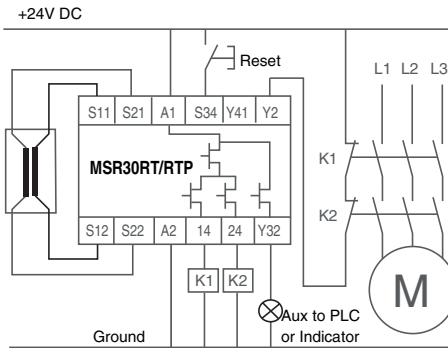 +24V DC
Reset
L1 L2 L3
S11 S21 A1 S34 Y41 Y2
MSR30RT/RTP
K1
K2
S12 S22 A2 14 24 Y32
K1 K2
M
Aux to PLC
or Indicator
Ground